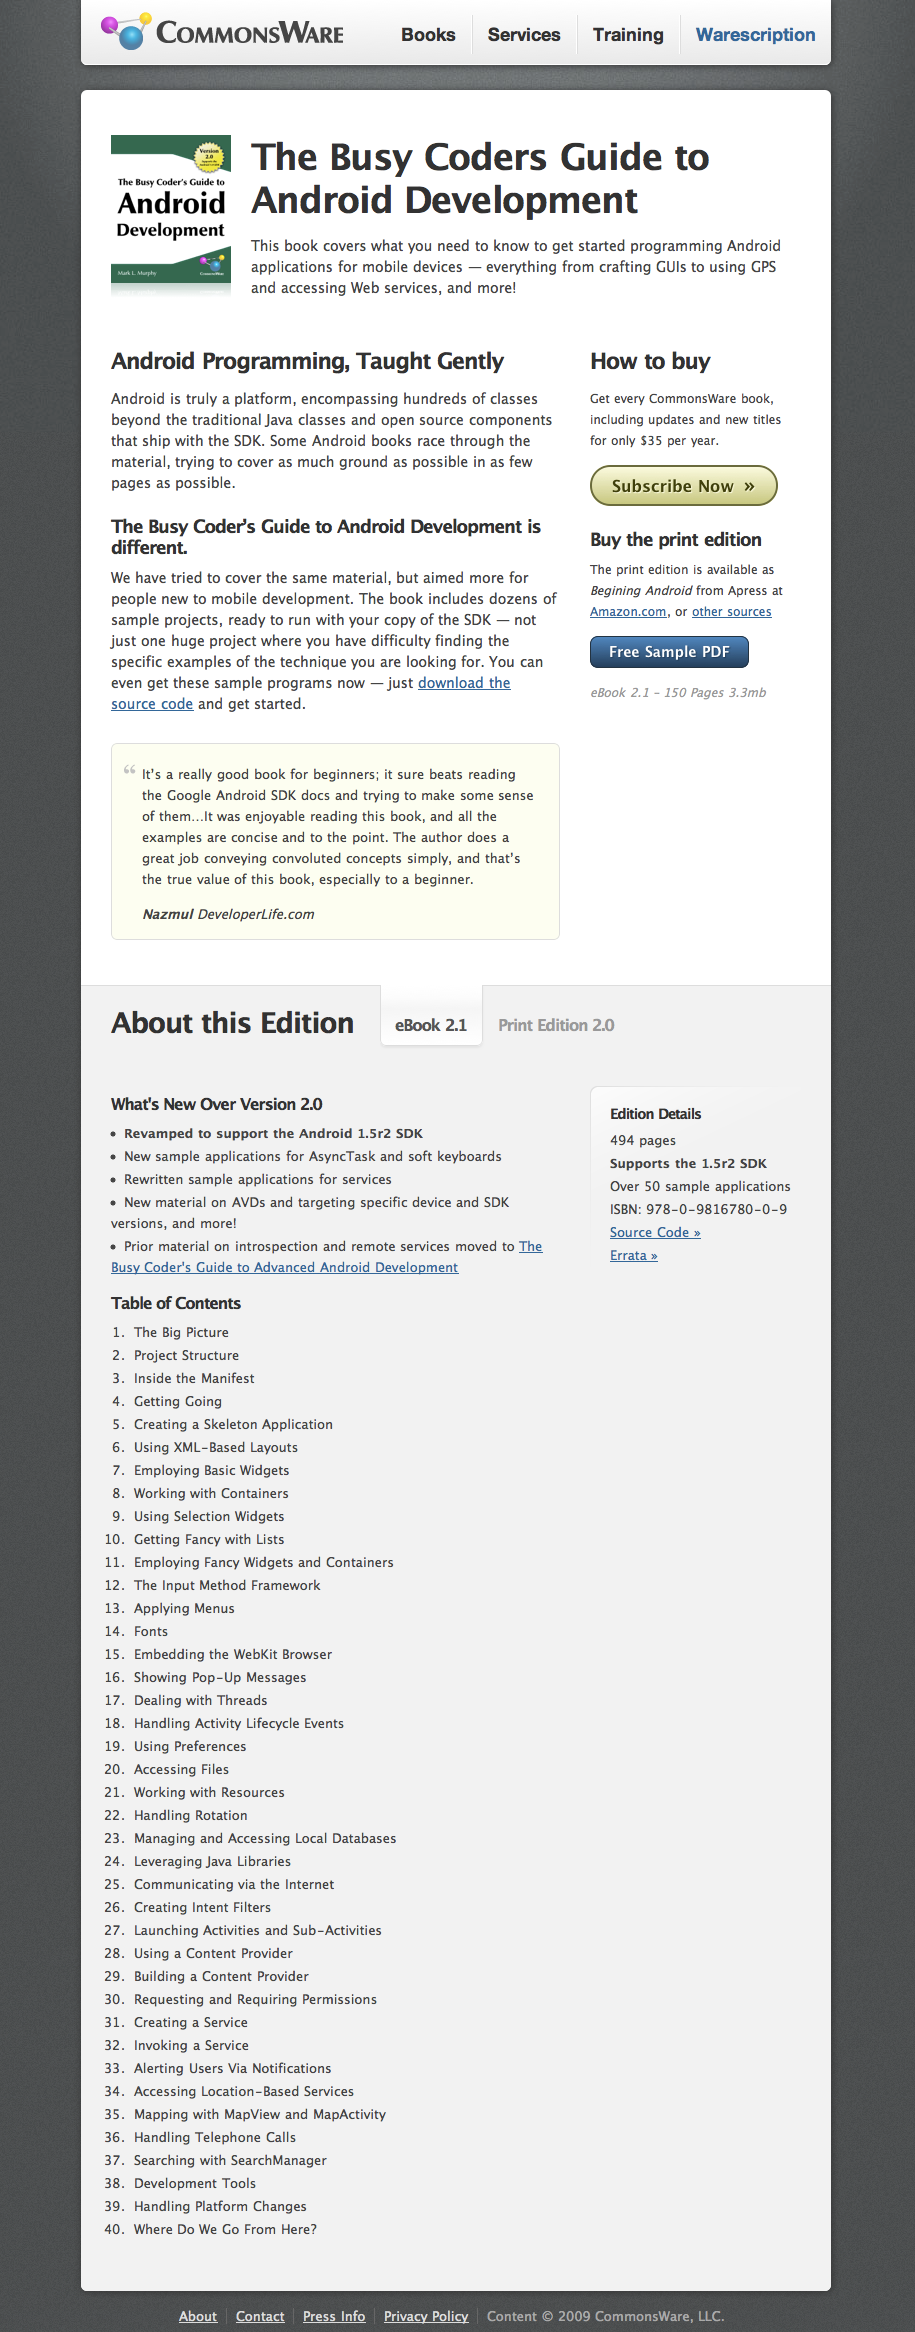 COMMONSWARE
Books
Services
Training
Warescription
Version
2.0
The Busy Coder's Guide to
Android
Development
Mark L. Murphy
The Busy Coders Guide to
Android Development
This book covers what you need to know to get started programming Android
applications for mobile devices — everything from crafting GUIs to using GPS
and accessing Web services, and more!
Android Programming, Taught Gently
Android is truly a platform, encompassing hundreds of classes
beyond the traditional Java classes and open source components
that ship with the SDK. Some Android books race through the
material, trying to cover as much ground as possible in as few
pages as possible.
The Busy Coder's Guide to Android Development is
different.
We have tried to cover the same material, but aimed more for
people new to mobile development. The book includes dozens of
sample projects, ready to run with your copy of the SDK — not
just one huge project where you have difficulty finding the
specific examples of the technique you are looking for. You can
even get these sample programs now — just download the
source code and get started.
“ It's a really good book for beginners; it sure beats reading
the Google Android SDK docs and trying to make some sense
of them...It was enjoyable reading this book, and all the
examples are concise and to the point. The author does a
great job conveying convoluted concepts simply, and that's
the true value of this book, especially to a beginner.
Nazmul DeveloperLife.com
How to buy
Get every CommonsWare book,
including updates and new titles
for only $35 per year.
Subscribe Now »
Buy the print edition
The print edition is available as
Begining Android from Apress at
Amazon.com, or other sources
Free Sample PDF
eBook 2.1 – 150 Pages 3.3mb
About this Edition
eBook 2.1
Print Edition 2.0
What's New Over Version 2.0
• Revamped to support the Android 1.5r2 SDK
• New sample applications for AsyncTask and soft keyboards
• Rewritten sample applications for services
• New material on AVDs and targeting specific device and SDK
versions, and more!
• Prior material on introspection and remote services moved to The
Busy Coder's Guide to Advanced Android Development
Edition Details
494 pages
Supports the 1.5r2 SDK
Over 50 sample applications
ISBN: 978-0-9816780-0-9
Source Code »
Errata »
Table of Contents
1. The Big Picture
2. Project Structure
3. Inside the Manifest
4. Getting Going
5. Creating a Skeleton Application
6. Using XML-Based Layouts
7. Employing Basic Widgets
8. Working with Containers
9. Using Selection Widgets
10. Getting Fancy with Lists
11. Employing Fancy Widgets and Containers
12. The Input Method Framework
13. Applying Menus
14. Fonts
15. Embedding the WebKit Browser
16. Showing Pop-Up Messages
17. Dealing with Threads
18. Handling Activity Lifecycle Events
19. Using Preferences
20. Accessing Files
21. Working with Resources
22. Handling Rotation
23. Managing and Accessing Local Databases
24. Leveraging Java Libraries
25. Communicating via the Internet
26. Creating Intent Filters
27. Launching Activities and Sub-Activities
28. Using a Content Provider
29. Building a Content Provider
30. Requesting and Requiring Permissions
31. Creating a Service
32. Invoking a Service
33. Alerting Users Via Notifications
34. Accessing Location-Based Services
35. Mapping with MapView and MapActivity
36. Handling Telephone Calls
37. Searching with SearchManager
38. Development Tools
39. Handling Platform Changes
40. Where Do We Go From Here?
About
Contact
Press Info
Privacy Policy
Content © 2009 CommonsWare, LLC.